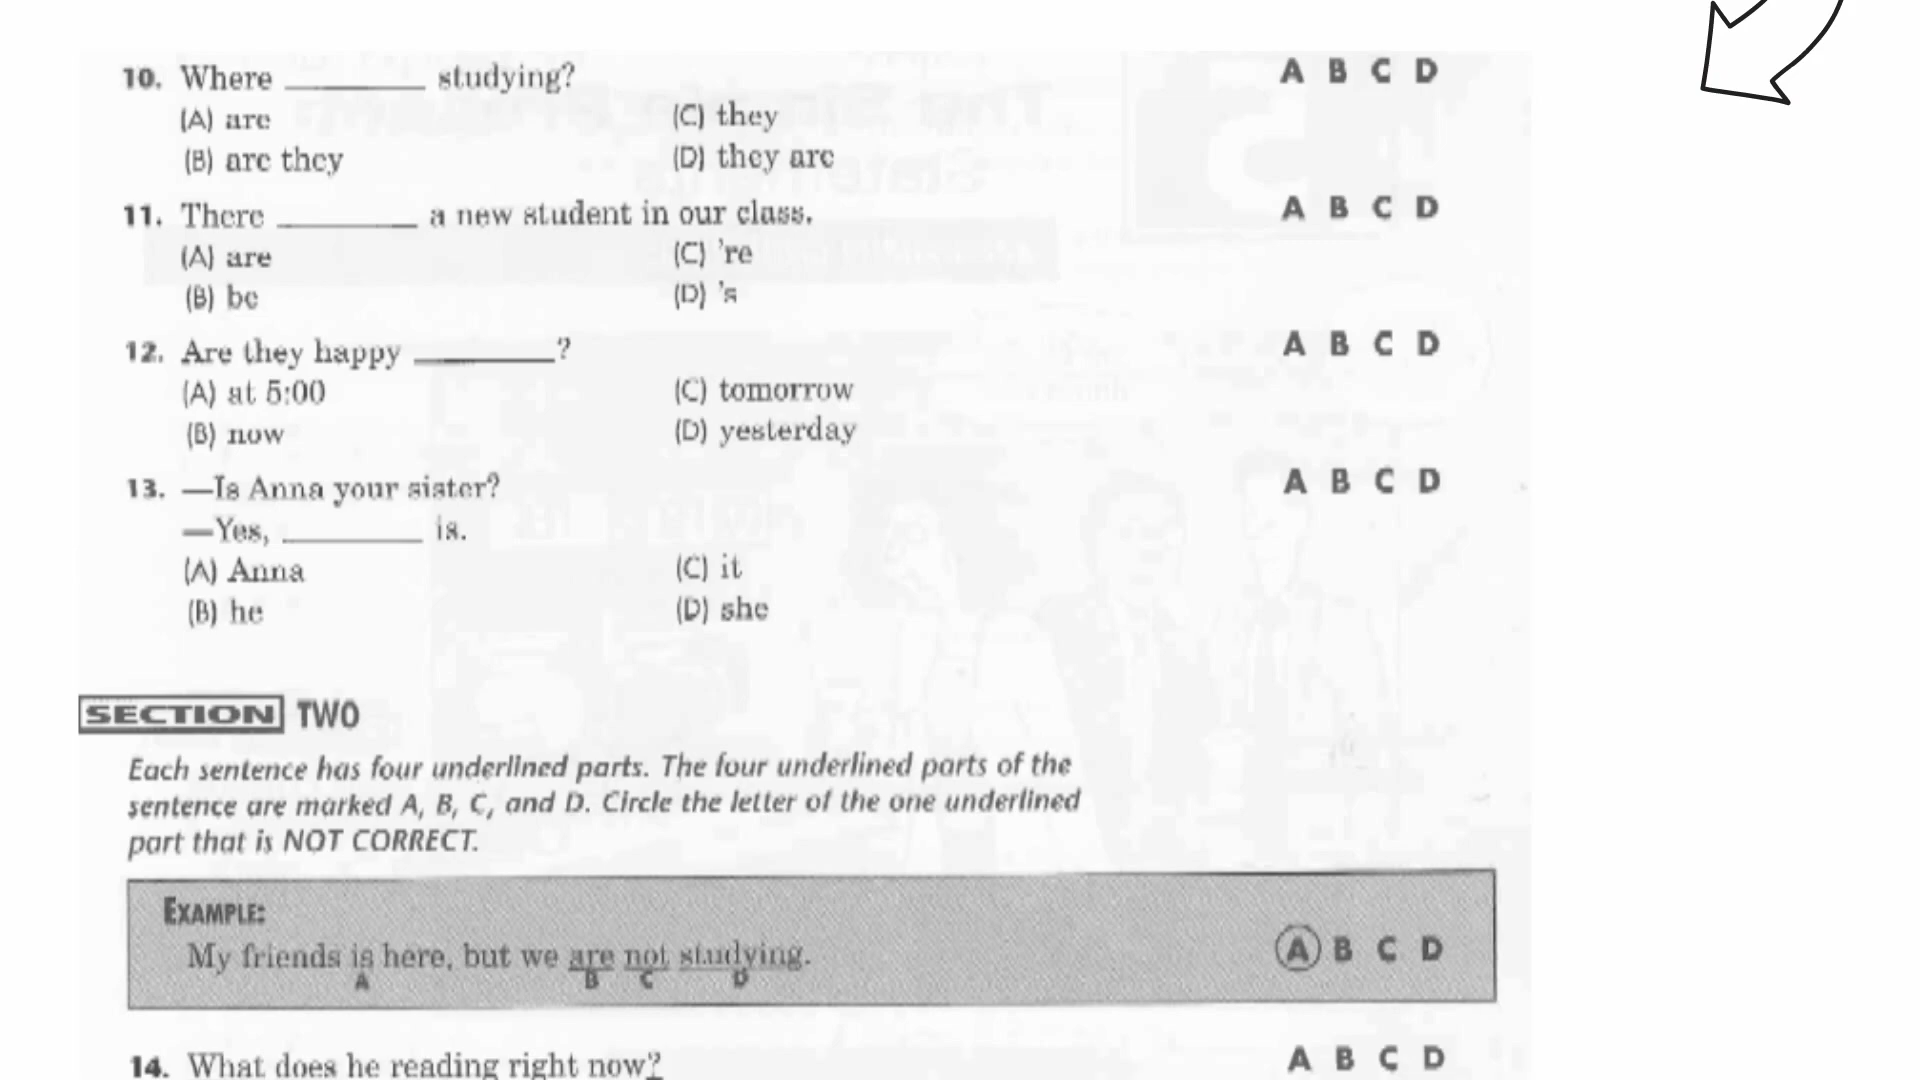 10. Where ________ studying? A B C D
(A) are (C) they
(B) are they (D) they are
11. There ________ a new student in our class. A B C D
(A) are (C) 're
(B) be (D) 's
12. Are they happy ________? A B C D
(A) at 5:00 (C) tomorrow
(B) now (D) yesterday
13. —Is Anna your sister? A B C D
—Yes, ________ is.
(A) Anna (C) it
(B) he (D) she
SECTION TWO
Each sentence has four underlined parts. The four underlined parts of the
sentence are marked A, B, C, and D. Circle the letter of the one underlined
part that is NOT CORRECT.
EXAMPLE:
My friends is here, but we are not studying. A B C D
A B C D
14. What does he reading right now? A B C D